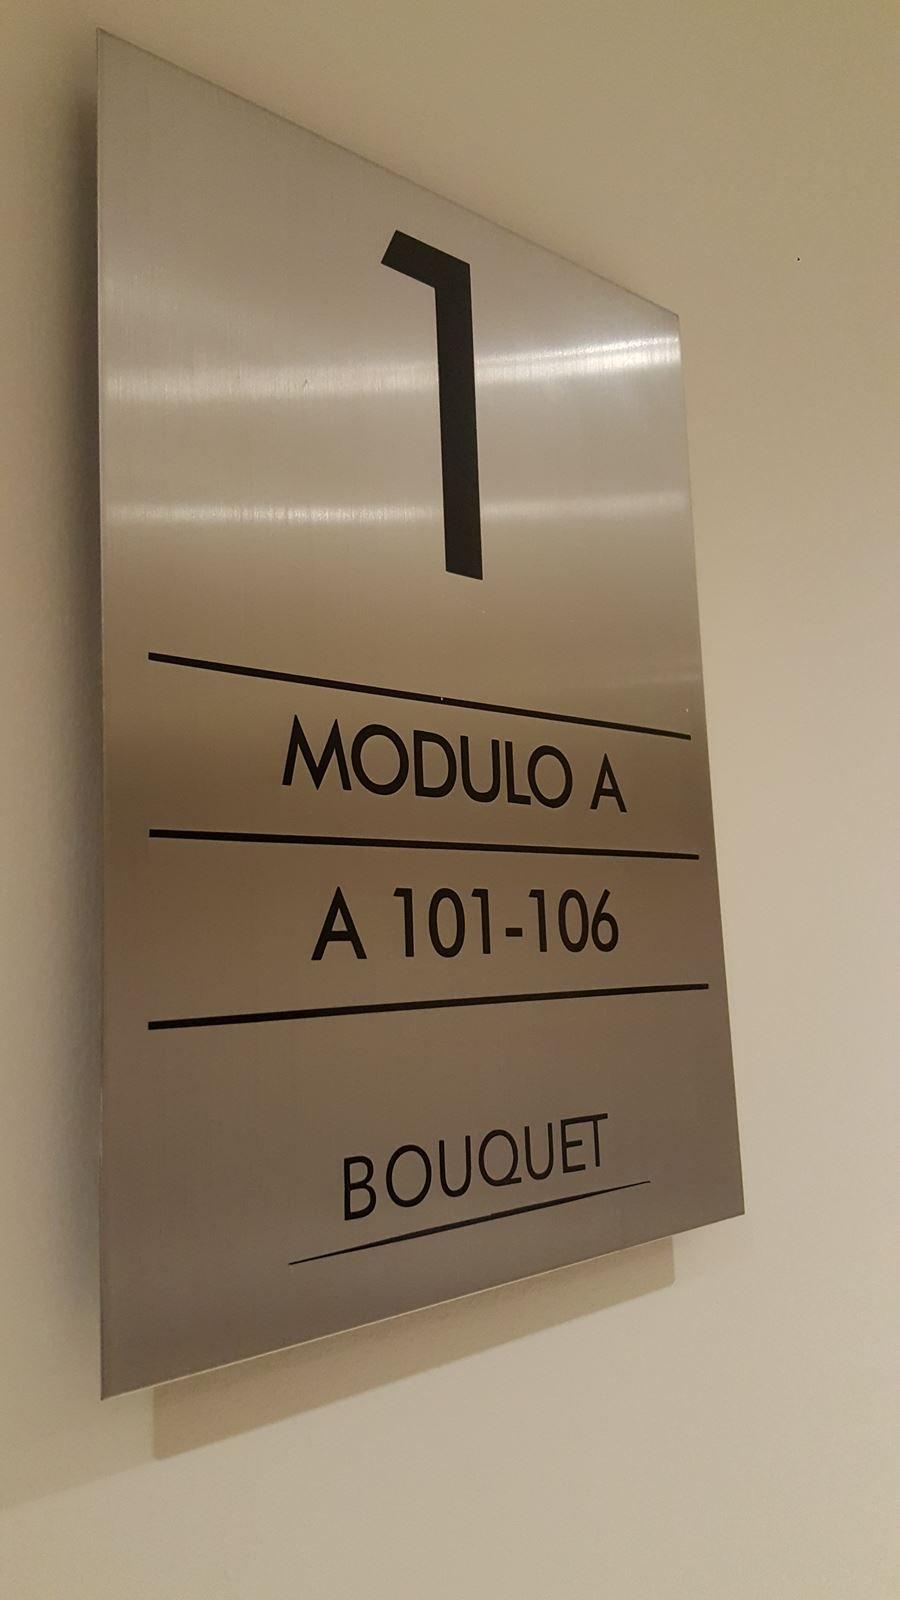 1
MODULO A
A 101-106
BOUQUET